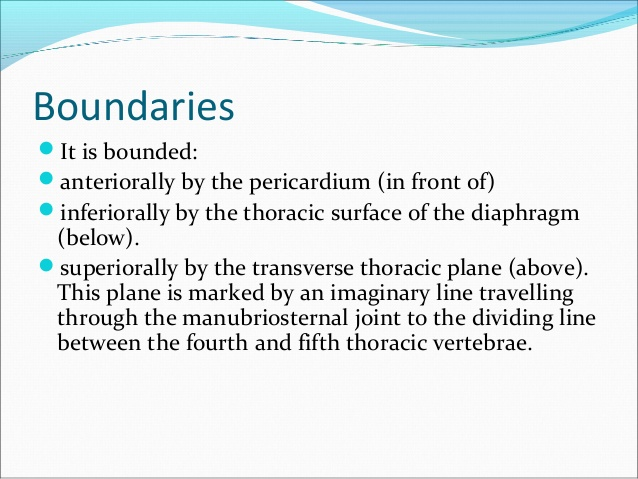 Boundaries
It is bounded:
anteriorally by the pericardium (in front of)
inferiorally by the thoracic surface of the diaphragm
(below).
superiorally by the transverse thoracic plane (above).
This plane is marked by an imaginary line travelling
through the manubriosternal joint to the dividing line
between the fourth and fifth thoracic vertebrae.